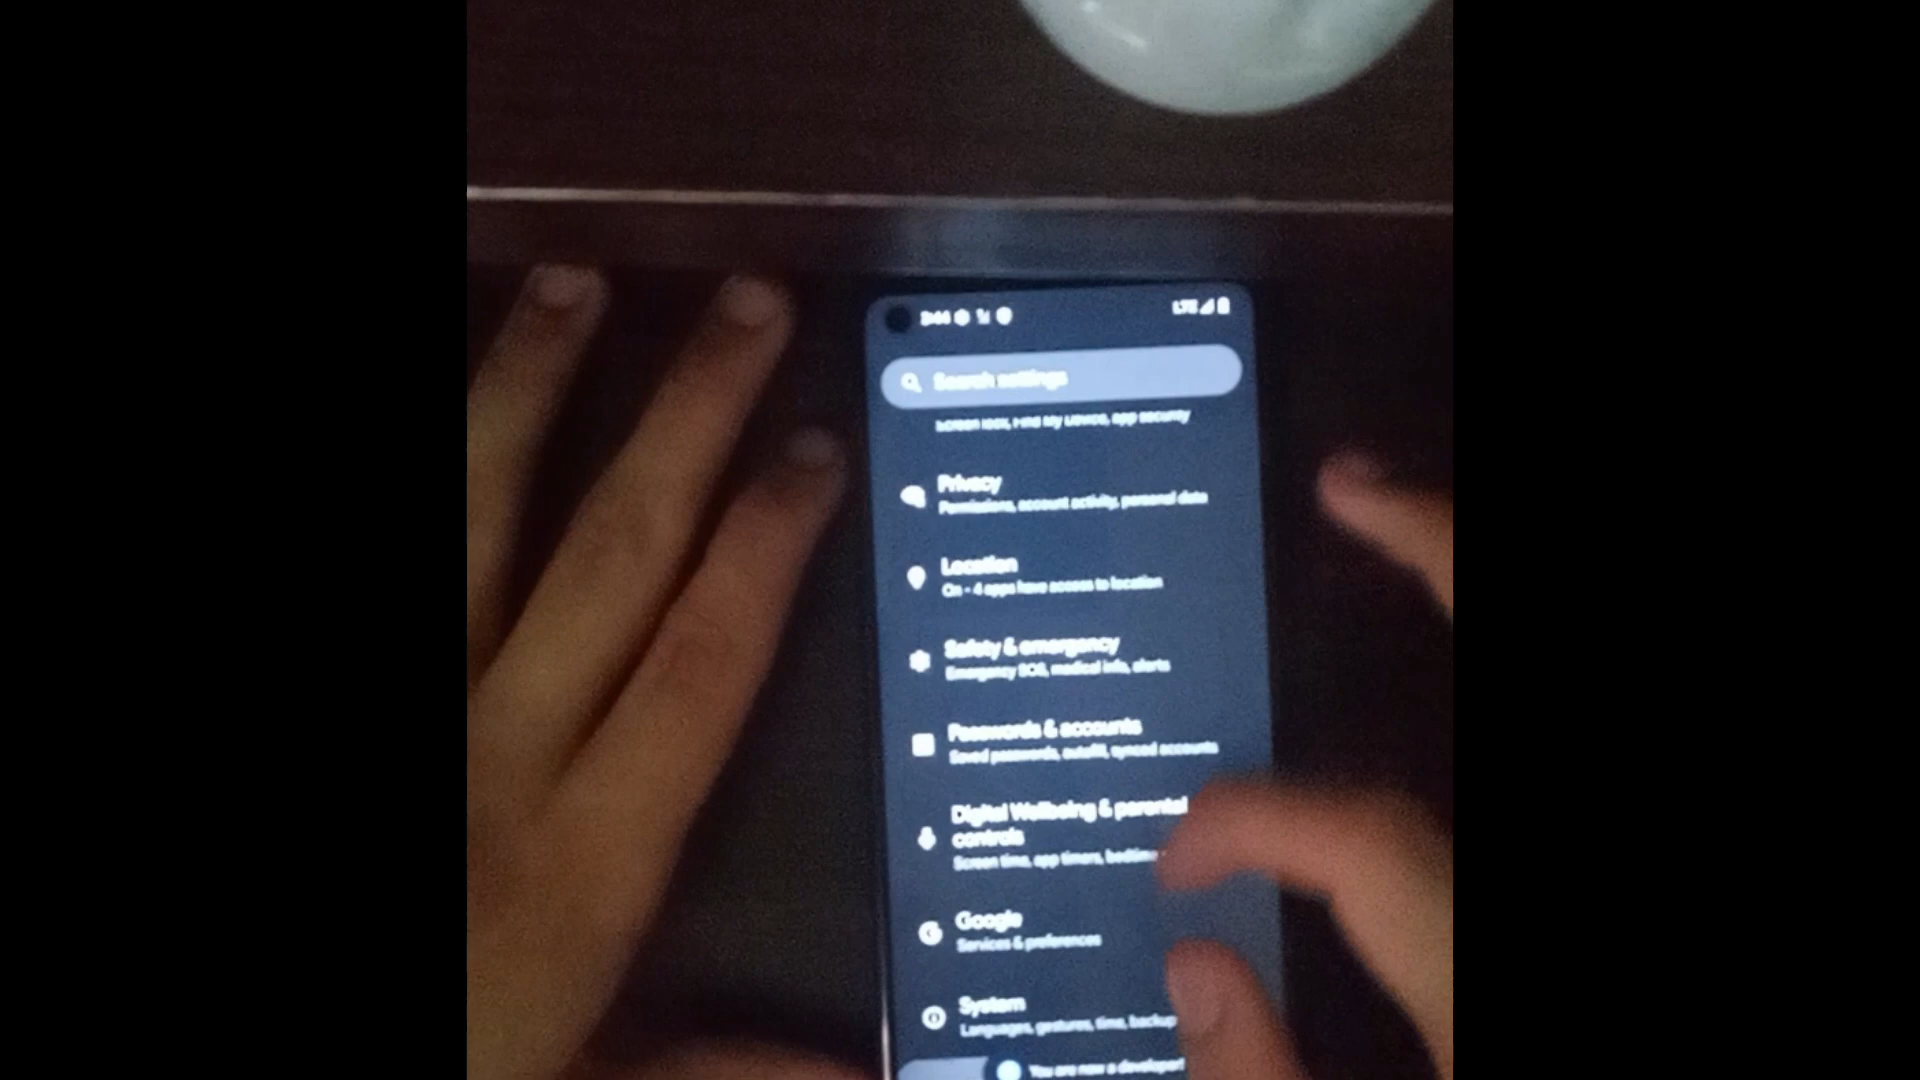 Search settings
Screen lock, Find My Device, app security
Privacy
Permissions, account activity, personal data
Location
On - 4 apps have access to location
Safety & emergency
Emergency SOS, medical info, alerts
Passwords & accounts
Saved passwords, autofill, synced accounts
Digital Wellbeing & parental
controls
Screen time, app timers, bedtime
Google
Services & preferences
System
Languages, gestures, time, backup
You are now a developer!